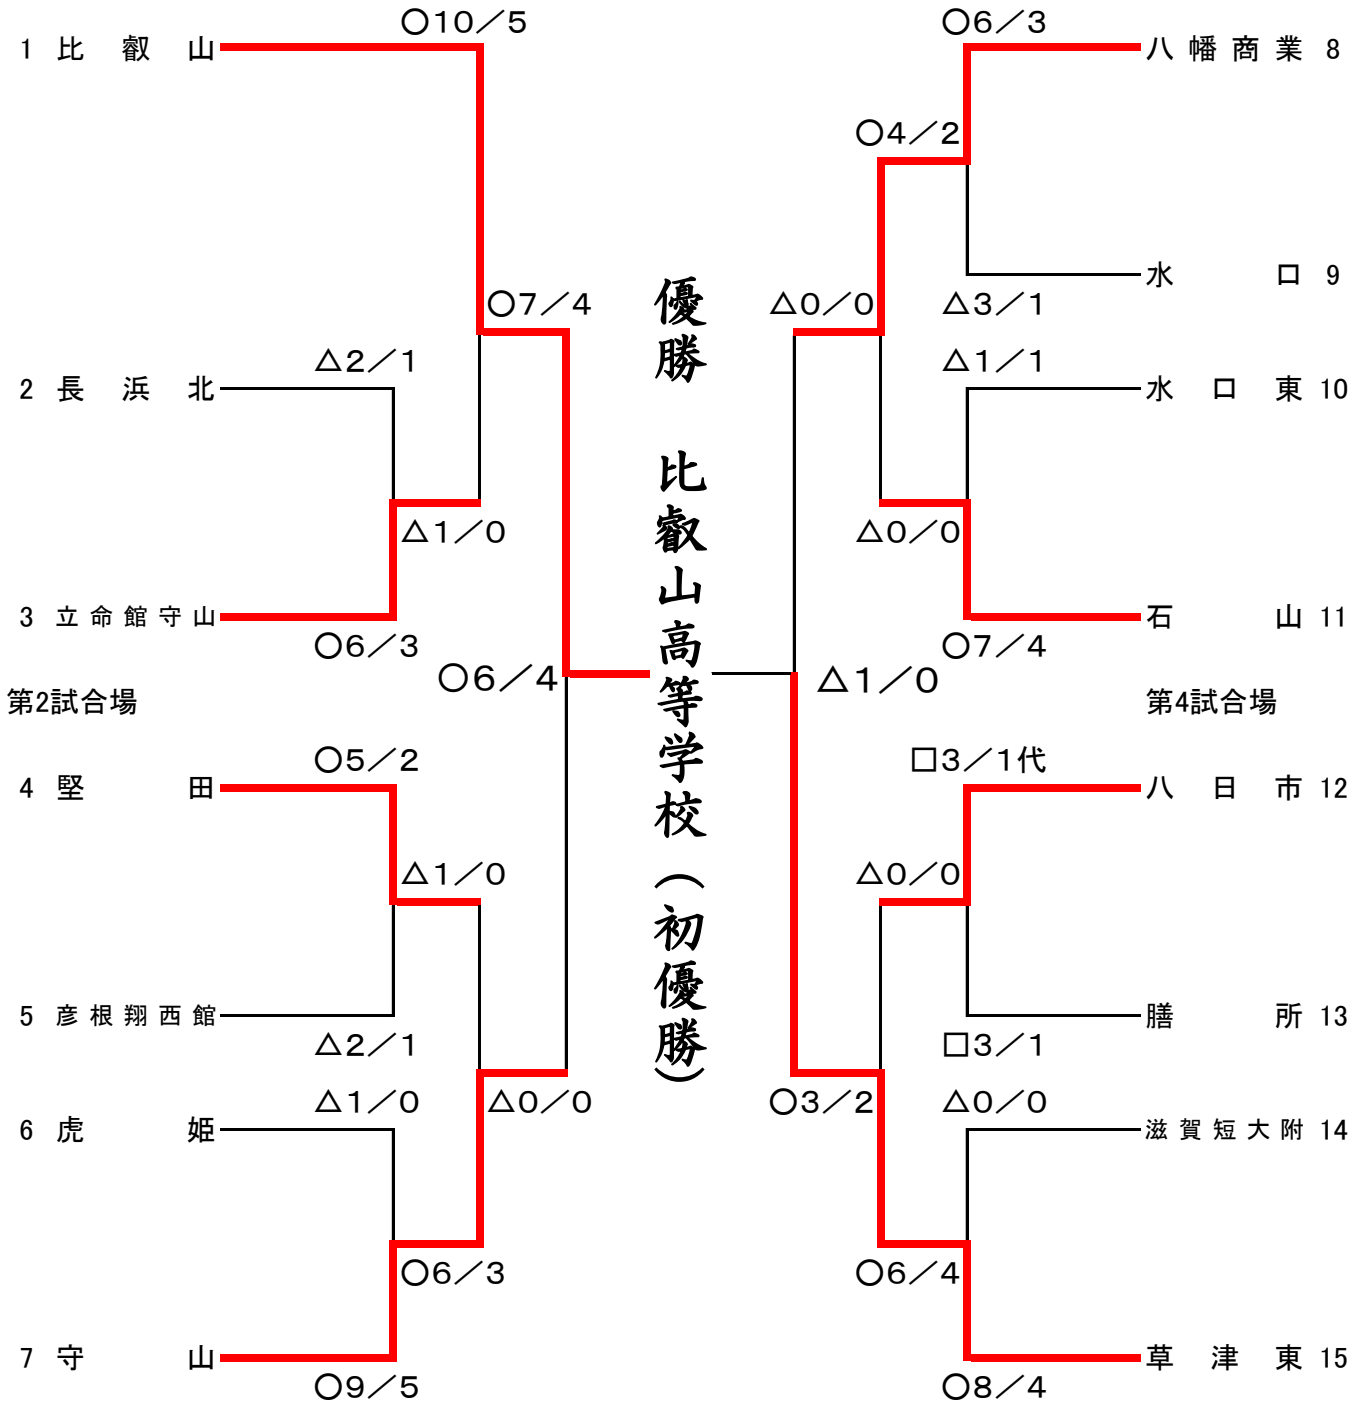 ○10／5
1 比叡山
△2／1
2 長浜北
○7／4
△1／0
3 立命館守山
○6／3
○6／4
第2試合場
○5／2
4 堅田
△1／0
5 彦根翔西館
△2／1
△1／0
6 虎姫
△0／0
○6／3
7 守山
○9／5
優勝　比叡山高等学校（初優勝）
○6／3
八幡商業 8
○4／2
水口 9
△0／0
△3／1
△1／1
水口東 10
△0／0
石山 11
○7／4
△1／0
第4試合場
□3／1代
八日市 12
△0／0
膳所 13
□3／1
○3／2
△0／0
滋賀短大附 14
○6／4
草津東 15
○8／4